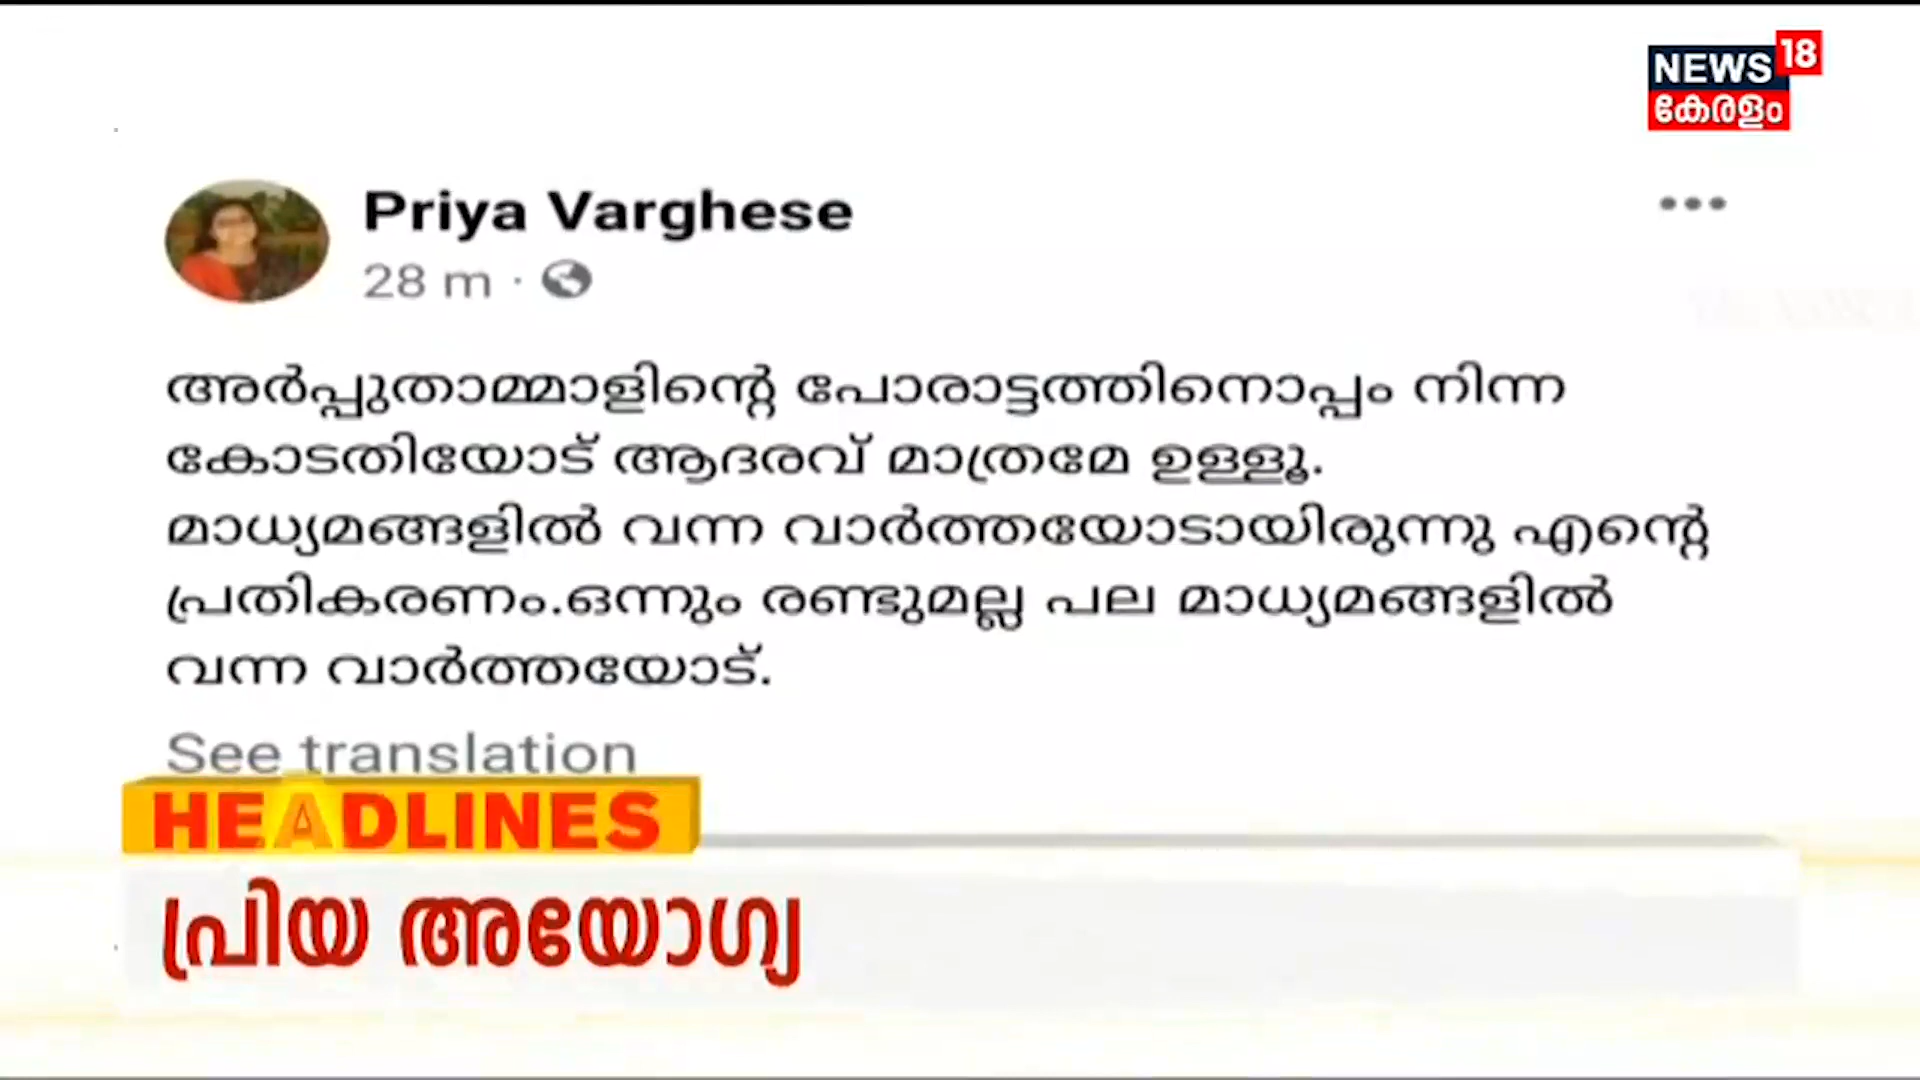 NEWS 18
കേരളം
Priya Varghese
28 m ·
അർപ്പുതാമ്മാളിന്റെ പോരാട്ടത്തിനൊപ്പം നിന്ന
കോടതിയോട് ആദരവ് മാത്രമേ ഉള്ളൂ.
മാധ്യമങ്ങളിൽ വന്ന വാർത്തയോടായിരുന്നു എന്റെ
പ്രതികരണം.ഒന്നും രണ്ടുമല്ല പല മാധ്യമങ്ങളിൽ
വന്ന വാർത്തയോട്.
See translation
HEADLINES
പ്രിയ അയോഗ്യ